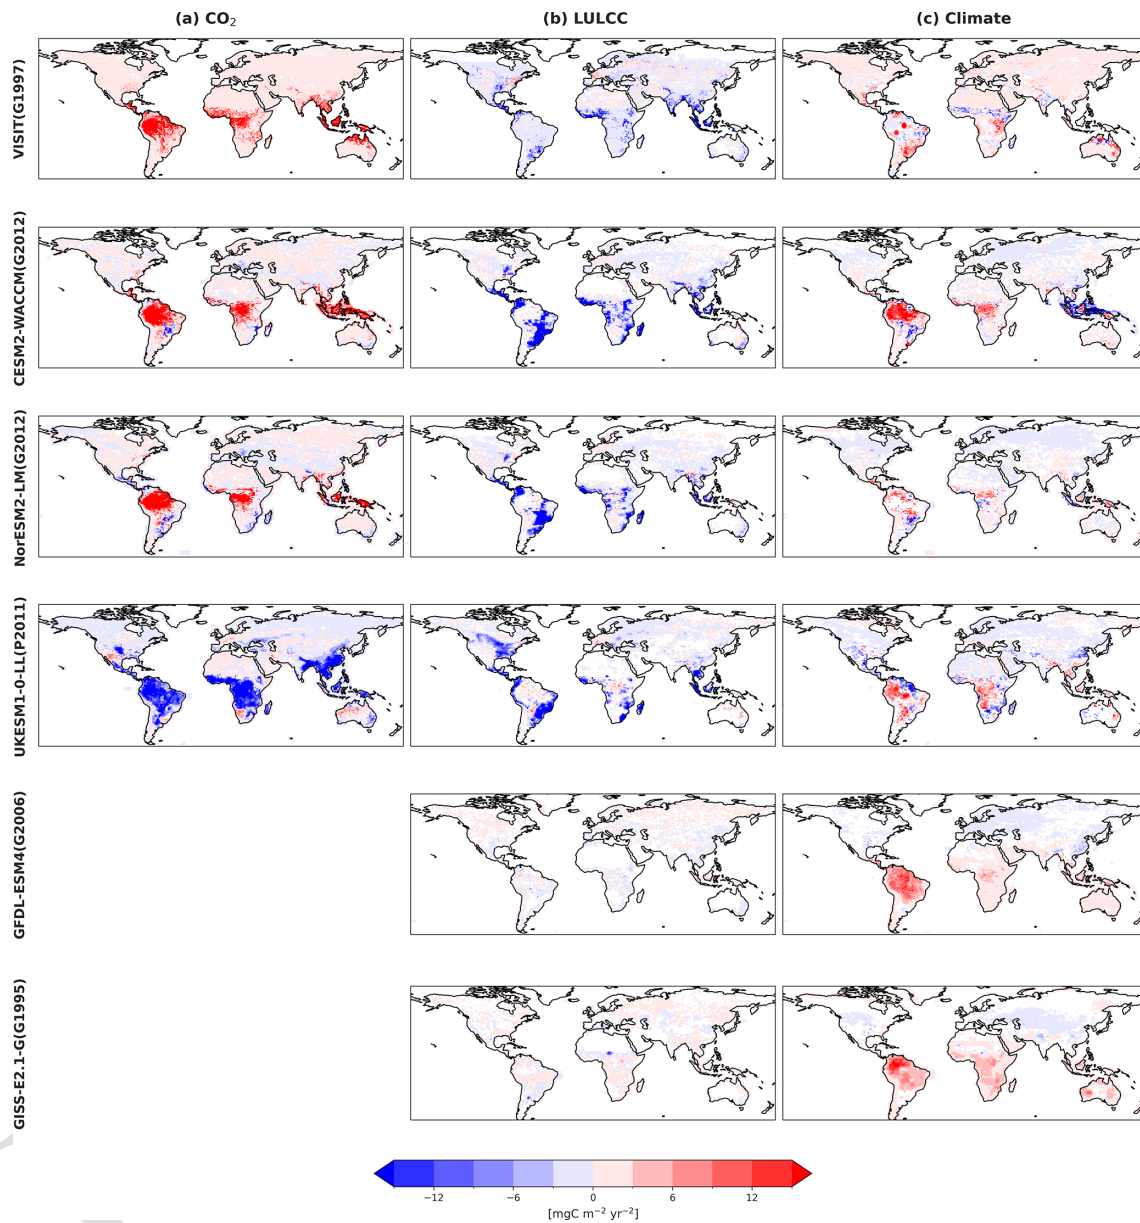 (a) CO₂ (b) LULCC (c) Climate
VISIT(G1997)
CESM2-WACCM(G2012)
NorESM2-LM(G2012)
UKESM1-0-LL(P2011)
GFDL-ESM4(G2006)
GISS-E2.1-G(G1995)
−12 −6 0 6 12
[mgC m⁻² yr⁻²]